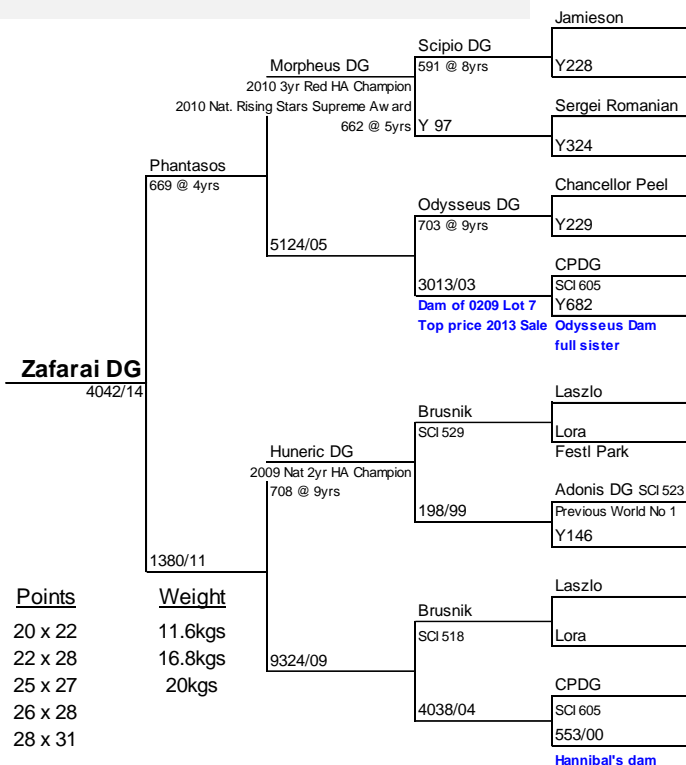 Jamieson
Scipio DG
591 @ 8yrs
Y228
Morpheus DG
2010 3yr Red HA Champion
2010 Nat. Rising Stars Supreme Award
662 @ 5yrs
Y 97
Sergei Romanian
Y324
Phantasos
669 @ 4yrs
Chancellor Peel
Odysseus DG
703 @ 9yrs
Y229
5124/05
CPDG
3013/03
SCI 605
Y682
Dam of 0209 Lot 7
Top price 2013 Sale
Odysseus Dam
full sister
Zafarai DG
4042/14
Laszlo
Brusnik
SCI 529
Lora
Festl Park
Huneric DG
2009 Nat 2yr HA Champion
708 @ 9yrs
Adonis DG SCI 523
Previous World No 1
198/99
Y146
1380/11
Laszlo
Brusnik
SCI 518
Lora
9324/09
CPDG
4038/04
SCI 605
553/00
Hannibal's dam
Points Weight
20 x 22 11.6kgs
22 x 28 16.8kgs
25 x 27 20kgs
26 x 28
28 x 31